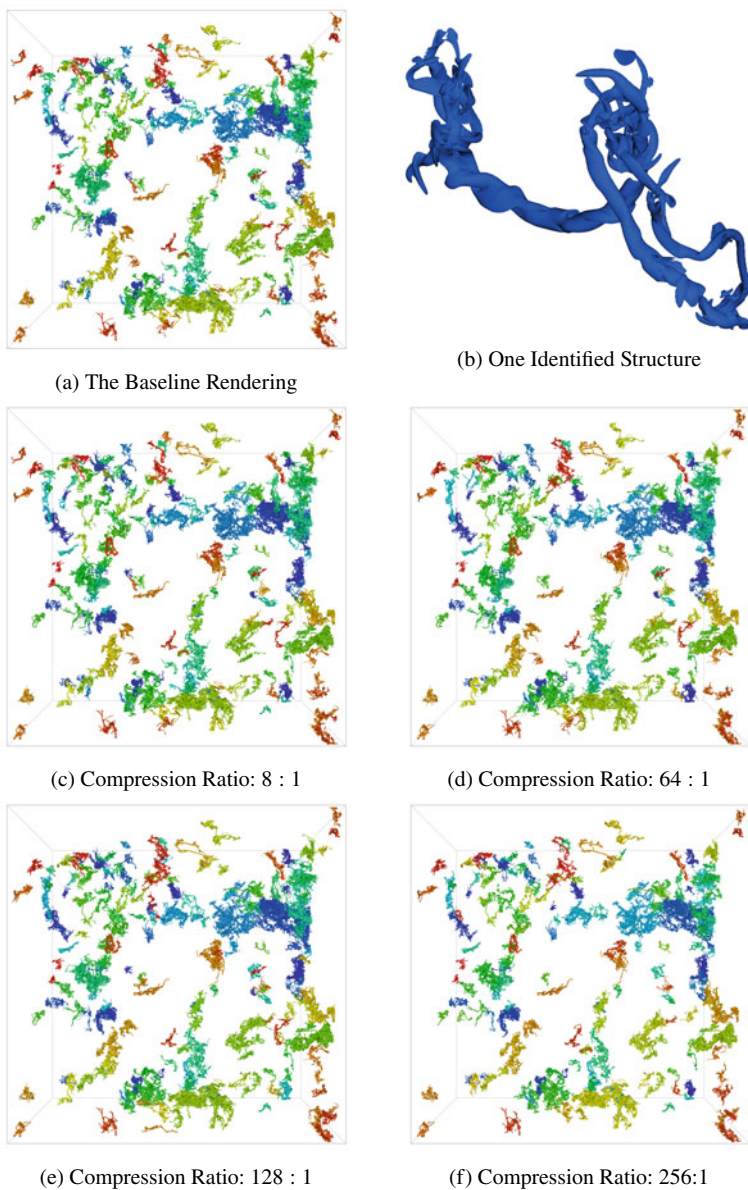 (a) The Baseline Rendering
(b) One Identified Structure
(c) Compression Ratio: 8 : 1
(d) Compression Ratio: 64 : 1
(e) Compression Ratio: 128 : 1
(f) Compression Ratio: 256:1